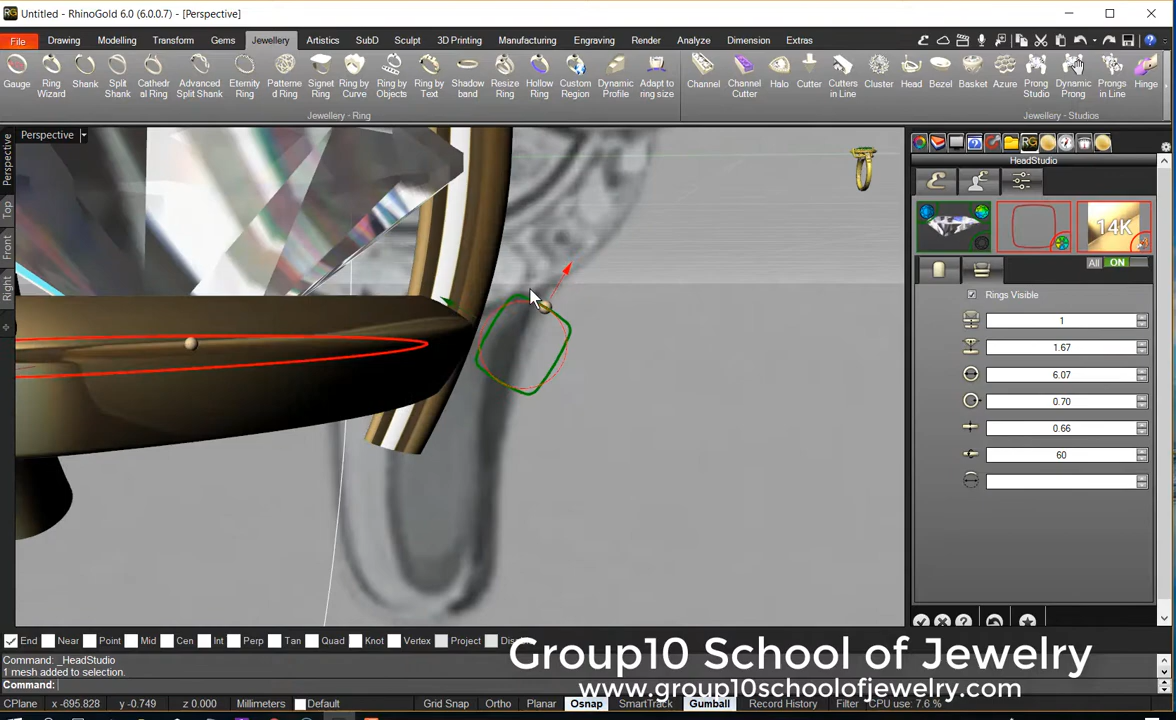 Untitled - RhinoGold 6.0 (6.0.0.7) - [Perspective]
File Drawing Modelling Transform Gems Jewellery Artistics SubD Sculpt 3D Printing Manufacturing Engraving Render Analyze Dimension Extras
Gauge Ring Wizard Shank Split Shank Cathedral Ring Advanced Split Shank Eternity Ring Patterned Ring Signet Ring Ring by Curve Ring by Objects Ring by Text Shadow band Resize Ring Hollow Ring Custom Region Dynamic Profile Adapt to ring size Channel Channel Cutter Halo Cutter Cutters in Line Cluster Head Bezel Basket Azure Prong Studio Dynamic Prong Prongs in Line Hinge
Jewellery - Ring Jewellery - Studios
Perspective
Perspective
Top
Front
Right
RG
HeadStudio
14K
All ON
Rings Visible
1
1.67
6.07
0.70
0.66
60
End Near Point Mid Cen Int Perp Tan Quad Knot Vertex Project
Command: _HeadStudio
1 mesh added to selection.
Command:
Group10 School of Jewelry
www.group10schoolofjewelry.com
CPlane x -695.828 y -0.749 z 0.000 Millimeters Default Grid Snap Ortho Planar Osnap SmartTrack Gumball Record History Filter CPU use: 7.6 %